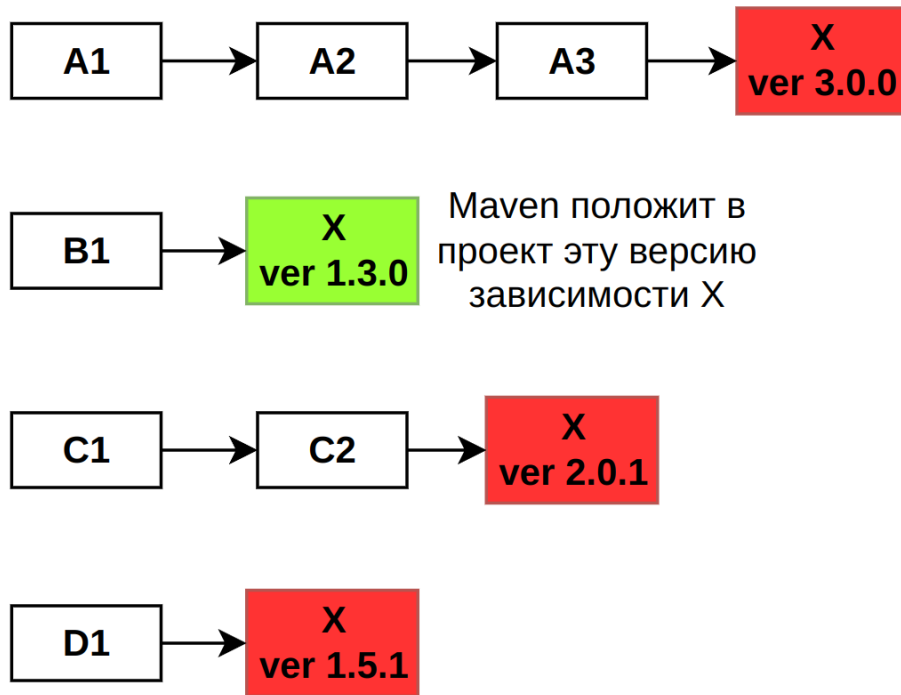 A1
A2
A3
X
ver 3.0.0
B1
X
ver 1.3.0
Maven положит в
проект эту версию
зависимости X
C1
C2
X
ver 2.0.1
D1
X
ver 1.5.1